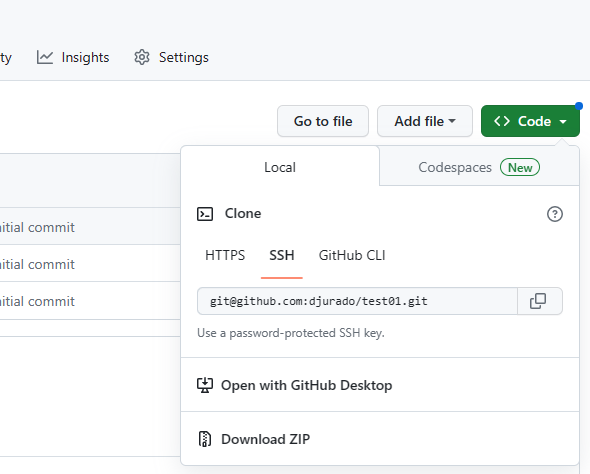 ty Insights Settings
Go to file Add file Code
Local Codespaces New
nitial commit
Clone
HTTPS SSH GitHub CLI
nitial commit
nitial commit
git@github.com:djurado/test01.git
Use a password-protected SSH key.
Open with GitHub Desktop
Download ZIP